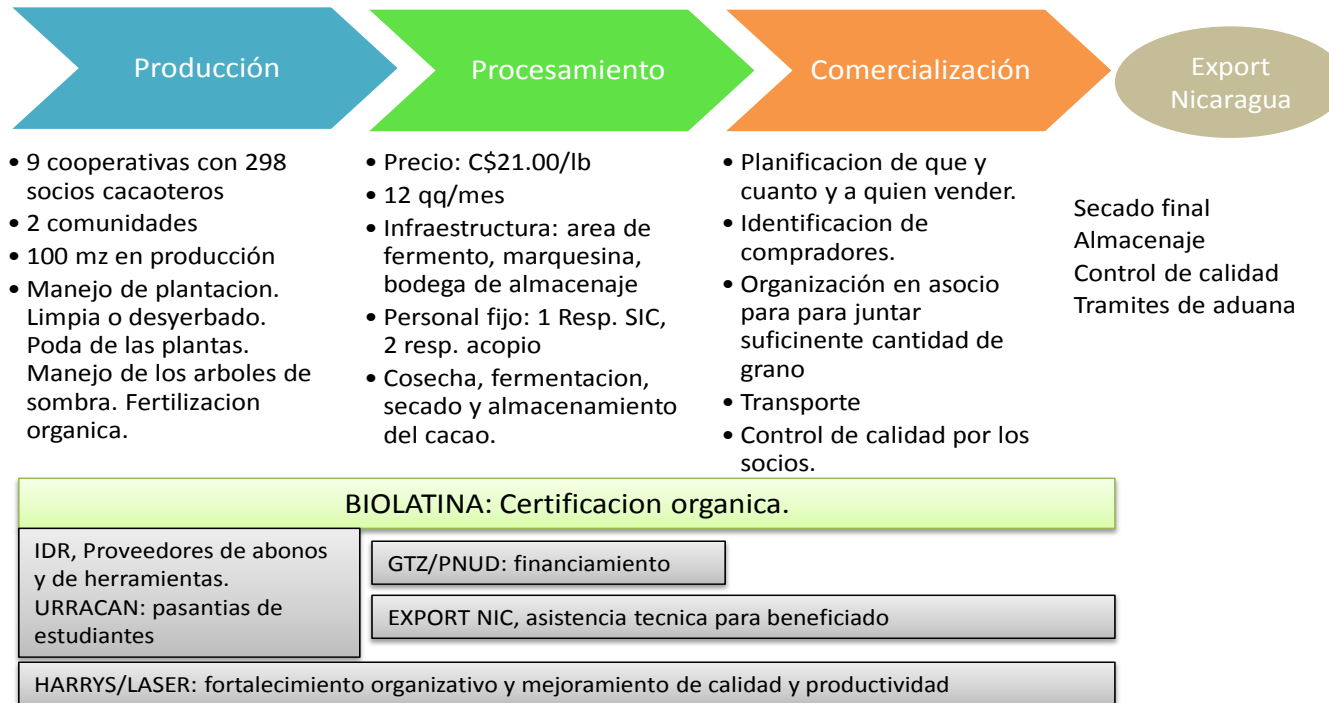 Producción
Procesamiento
Comercialización
Export
Nicaragua
• 9 cooperativas con 298
socios cacaoteros
• 2 comunidades
• 100 mz en producción
• Manejo de plantacion.
Limpia o desyerbado.
Poda de las plantas.
Manejo de los arboles de
sombra. Fertilizacion
organica.
• Precio: C$21.00/lb
• 12 qq/mes
• Infraestructura: area de
fermento, marquesina,
bodega de almacenaje
• Personal fijo: 1 Resp. SIC,
2 resp. acopio
• Cosecha, fermentacion,
secado y almacenamiento
del cacao.
• Planificacion de que y
cuanto y a quien vender.
• Identificacion de
compradores.
• Organización en asocio
para para juntar
suficinente cantidad de
grano
• Transporte
• Control de calidad por los
socios.
Secado final
Almacenaje
Control de calidad
Tramites de aduana
BIOLATINA: Certificacion organica.
IDR, Proveedores de abonos
y de herramientas.
URRACAN: pasantias de
estudiantes
GTZ/PNUD: financiamiento
EXPORT NIC, asistencia tecnica para beneficiado
HARRYS/LASER: fortalecimiento organizativo y mejoramiento de calidad y productividad